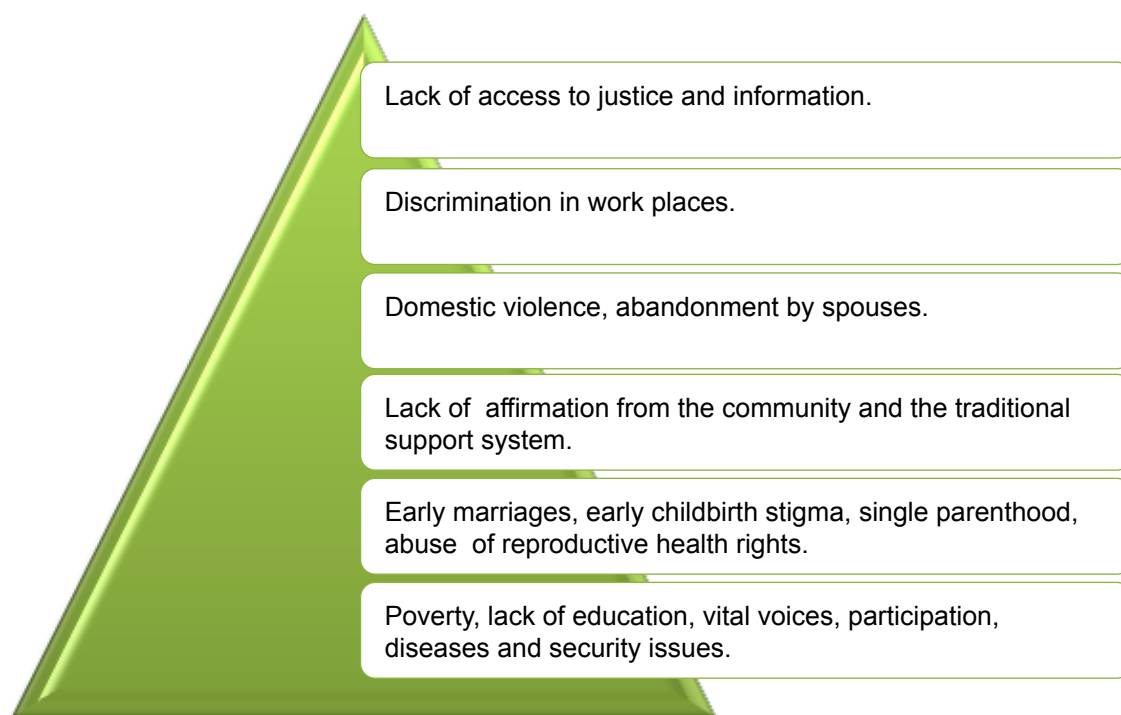 Lack of access to justice and information.
Discrimination in work places.
Domestic violence, abandonment by spouses.
Lack of  affirmation from the community and the traditional
support system.
Early marriages, early childbirth stigma, single parenthood,
abuse  of reproductive health rights.
Poverty, lack of education, vital voices, participation,
diseases and security issues.